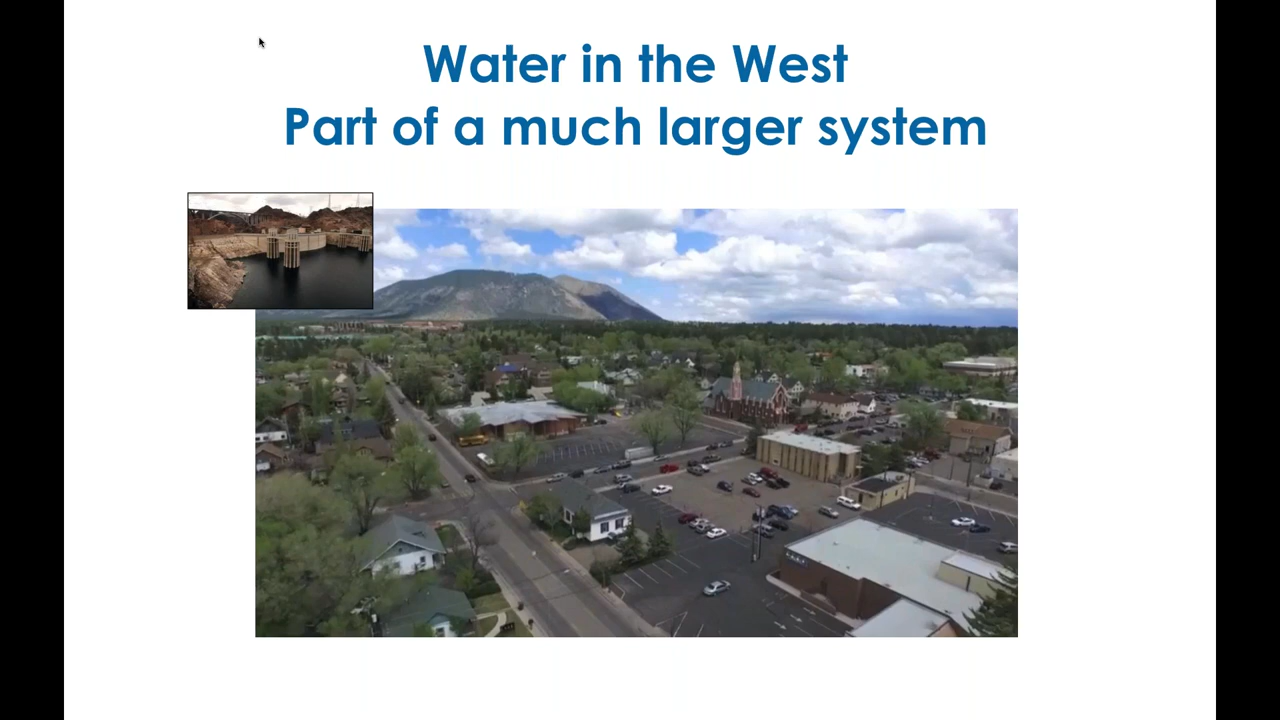 Water in the West
Part of a much larger system